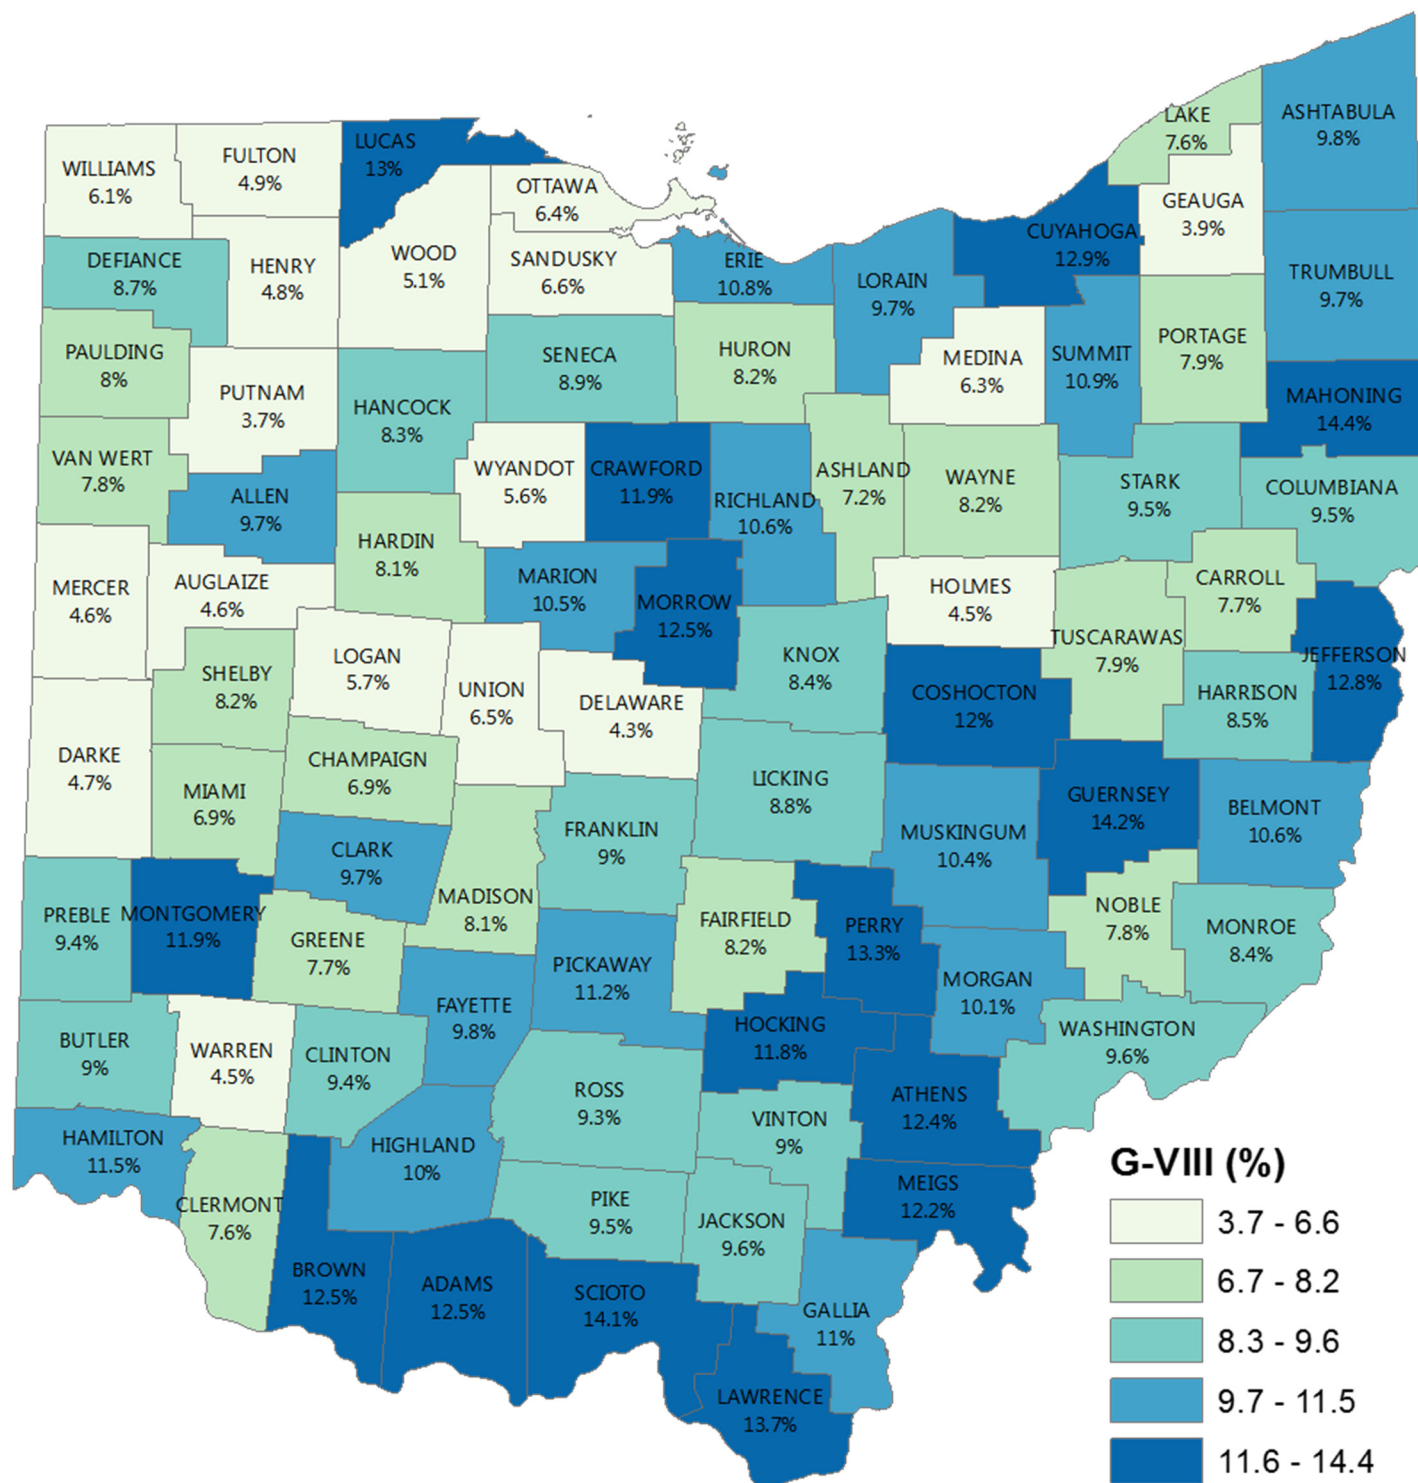 LAKE
7.6%
ASHTABULA
9.8%
WILLIAMS
6.1%
FULTON
4.9%
LUCAS
13%
OTTAWA
6.4%
GEAUGA
3.9%
CUYAHOGA
12.9%
DEFIANCE
8.7%
HENRY
4.8%
WOOD
5.1%
SANDUSKY
6.6%
ERIE
10.8%
LORAIN
9.7%
TRUMBULL
9.7%
PAULDING
8%
PUTNAM
3.7%
HANCOCK
8.3%
SENECA
8.9%
HURON
8.2%
MEDINA
6.3%
SUMMIT
10.9%
PORTAGE
7.9%
MAHONING
14.4%
VAN WERT
7.8%
ALLEN
9.7%
WYANDOT
5.6%
CRAWFORD
11.9%
RICHLAND
10.6%
ASHLAND
7.2%
WAYNE
8.2%
STARK
9.5%
COLUMBIANA
9.5%
MERCER
4.6%
AUGLAIZE
4.6%
HARDIN
8.1%
MARION
10.5%
MORROW
12.5%
HOLMES
4.5%
CARROLL
7.7%
TUSCARAWAS
7.9%
JEFFERSON
12.8%
SHELBY
8.2%
LOGAN
5.7%
UNION
6.5%
DELAWARE
4.3%
KNOX
8.4%
COSHOCTON
12%
HARRISON
8.5%
DARKE
4.7%
MIAMI
6.9%
CHAMPAIGN
6.9%
LICKING
8.8%
GUERNSEY
14.2%
BELMONT
10.6%
CLARK
9.7%
FRANKLIN
9%
MUSKINGUM
10.4%
PREBLE
9.4%
MONTGOMERY
11.9%
GREENE
7.7%
MADISON
8.1%
FAIRFIELD
8.2%
PERRY
13.3%
NOBLE
7.8%
MONROE
8.4%
PICKAWAY
11.2%
MORGAN
10.1%
FAYETTE
9.8%
HOCKING
11.8%
WASHINGTON
9.6%
BUTLER
9%
WARREN
4.5%
CLINTON
9.4%
ROSS
9.3%
ATHENS
12.4%
VINTON
9%
HAMILTON
11.5%
HIGHLAND
10%
CLERMONT
7.6%
PIKE
9.5%
JACKSON
9.6%
MEIGS
12.2%
BROWN
12.5%
ADAMS
12.5%
SCIOTO
14.1%
GALLIA
11%
LAWRENCE
13.7%
G-VIII (%)
3.7 - 6.6
6.7 - 8.2
8.3 - 9.6
9.7 - 11.5
11.6 - 14.4